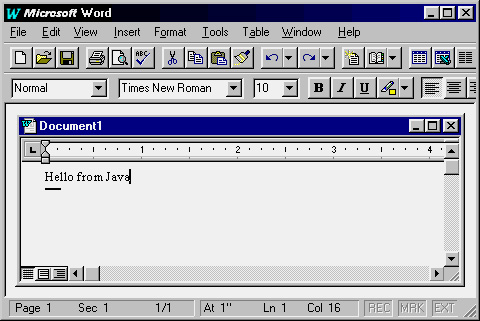 Microsoft Word
File Edit View Insert Format Tools Table Window Help
ABC
Normal Times New Roman 10 B I U
Document1
L 1 2 3 4
Hello from Java
Page 1 Sec 1 1/1 At 1" Ln 1 Col 16 REC MRK EXT